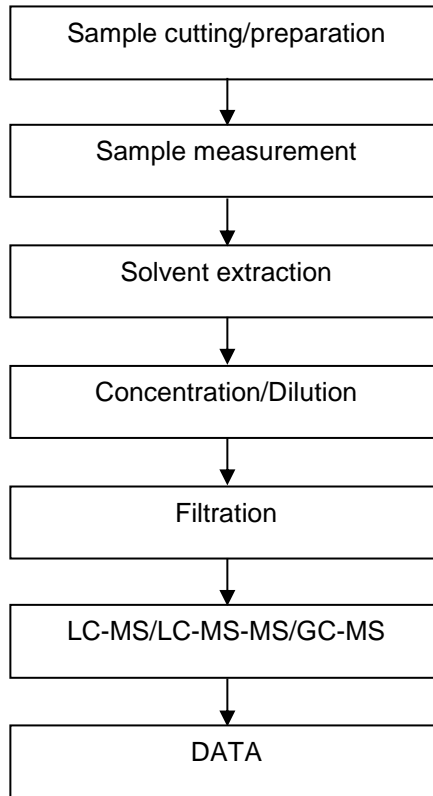 Sample cutting/preparation
Sample measurement
Solvent extraction
Concentration/Dilution
Filtration
LC-MS/LC-MS-MS/GC-MS
DATA